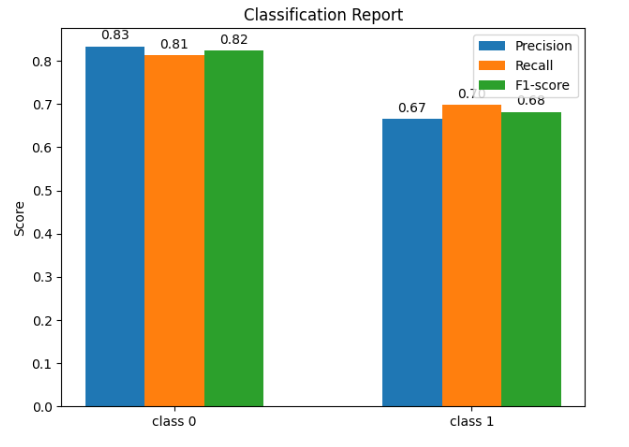 Classification Report
0.83
0.81
0.82
0.67
0.68
Precision
Recall
F1-score
Score
0.8
0.7
0.6
0.5
0.4
0.3
0.2
0.1
0.0
class 0
class 1